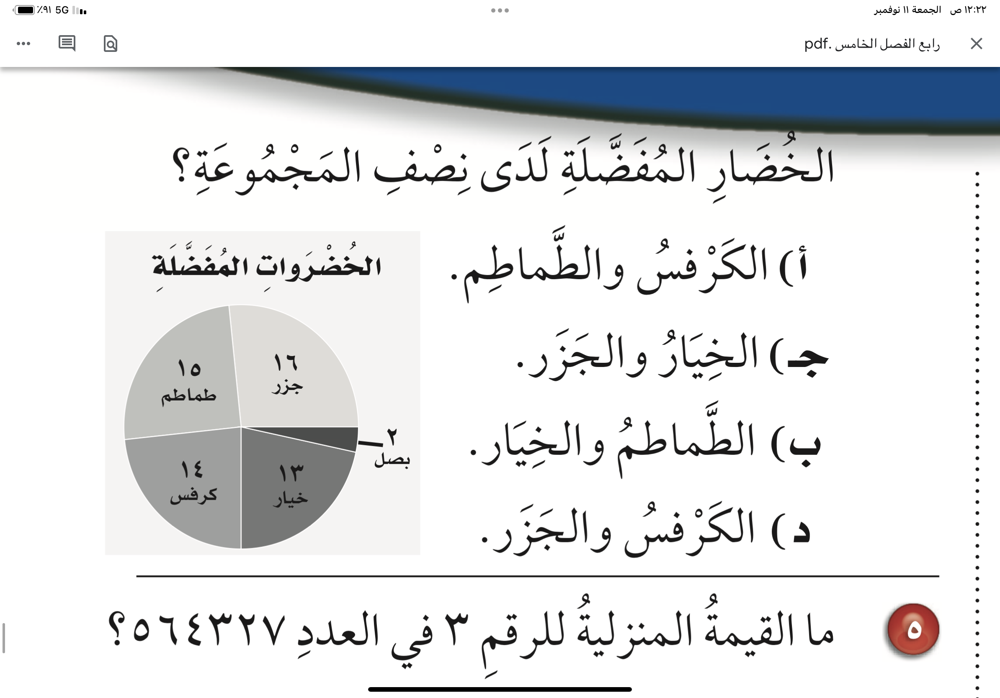 ١٢:٢٢ ص الجمعة ١١ نوفمبر
٩١٪ 5G
رابع الفصل الخامس .pdf
الخُضَارِ المُفَضَّلَةِ لَدَى نِصْفِ المَجْمُوعَةِ؟
أ) الكَرْفسُ والطَّماطِم.
جـ) الخِيَارُ والجَزَر.
ب) الطَّماطمُ والخِيَار.
د) الكَرْفسُ والجَزَر.
الخُضْرَواتِ المُفَضَّلَةِ
١٦
جزر
١٥
طماطم
٢
بصل
١٣
خيار
١٤
كرفس
٥ ما القيمةُ المنزليةُ للرقمِ ٣ في العددِ ٥٦٤٣٢٧؟